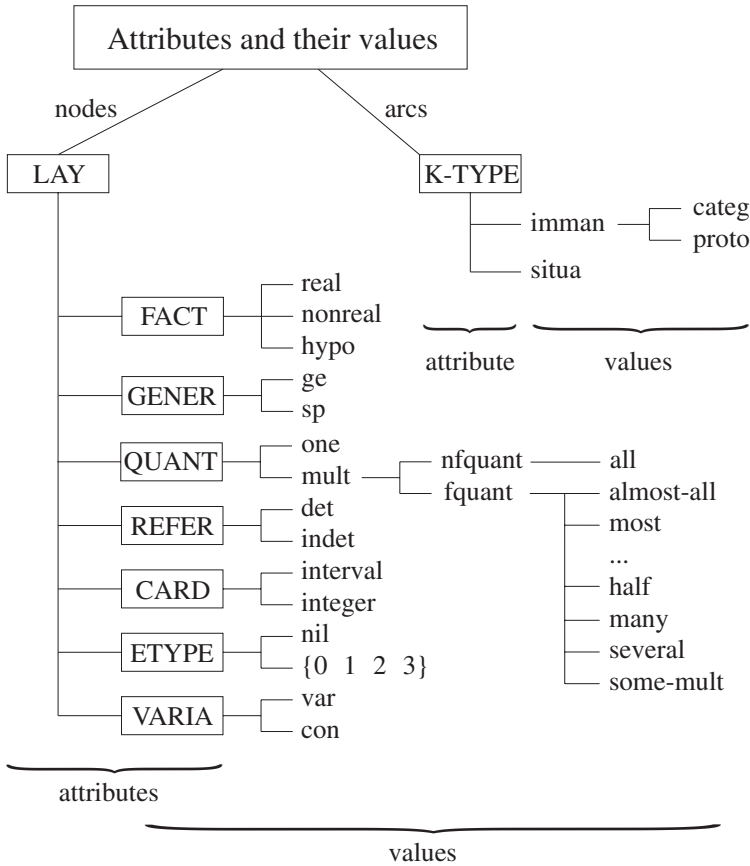 Attributes and their values
nodes
arcs
LAY
K-TYPE
imman
categ
proto
situa
attribute
values
FACT
real
nonreal
hypo
GENER
ge
sp
QUANT
one
mult
nfquant
all
fquant
almost-all
most
...
half
many
several
some-mult
REFER
det
indet
CARD
interval
integer
ETYPE
nil
{0 1 2 3}
VARIA
var
con
attributes
values